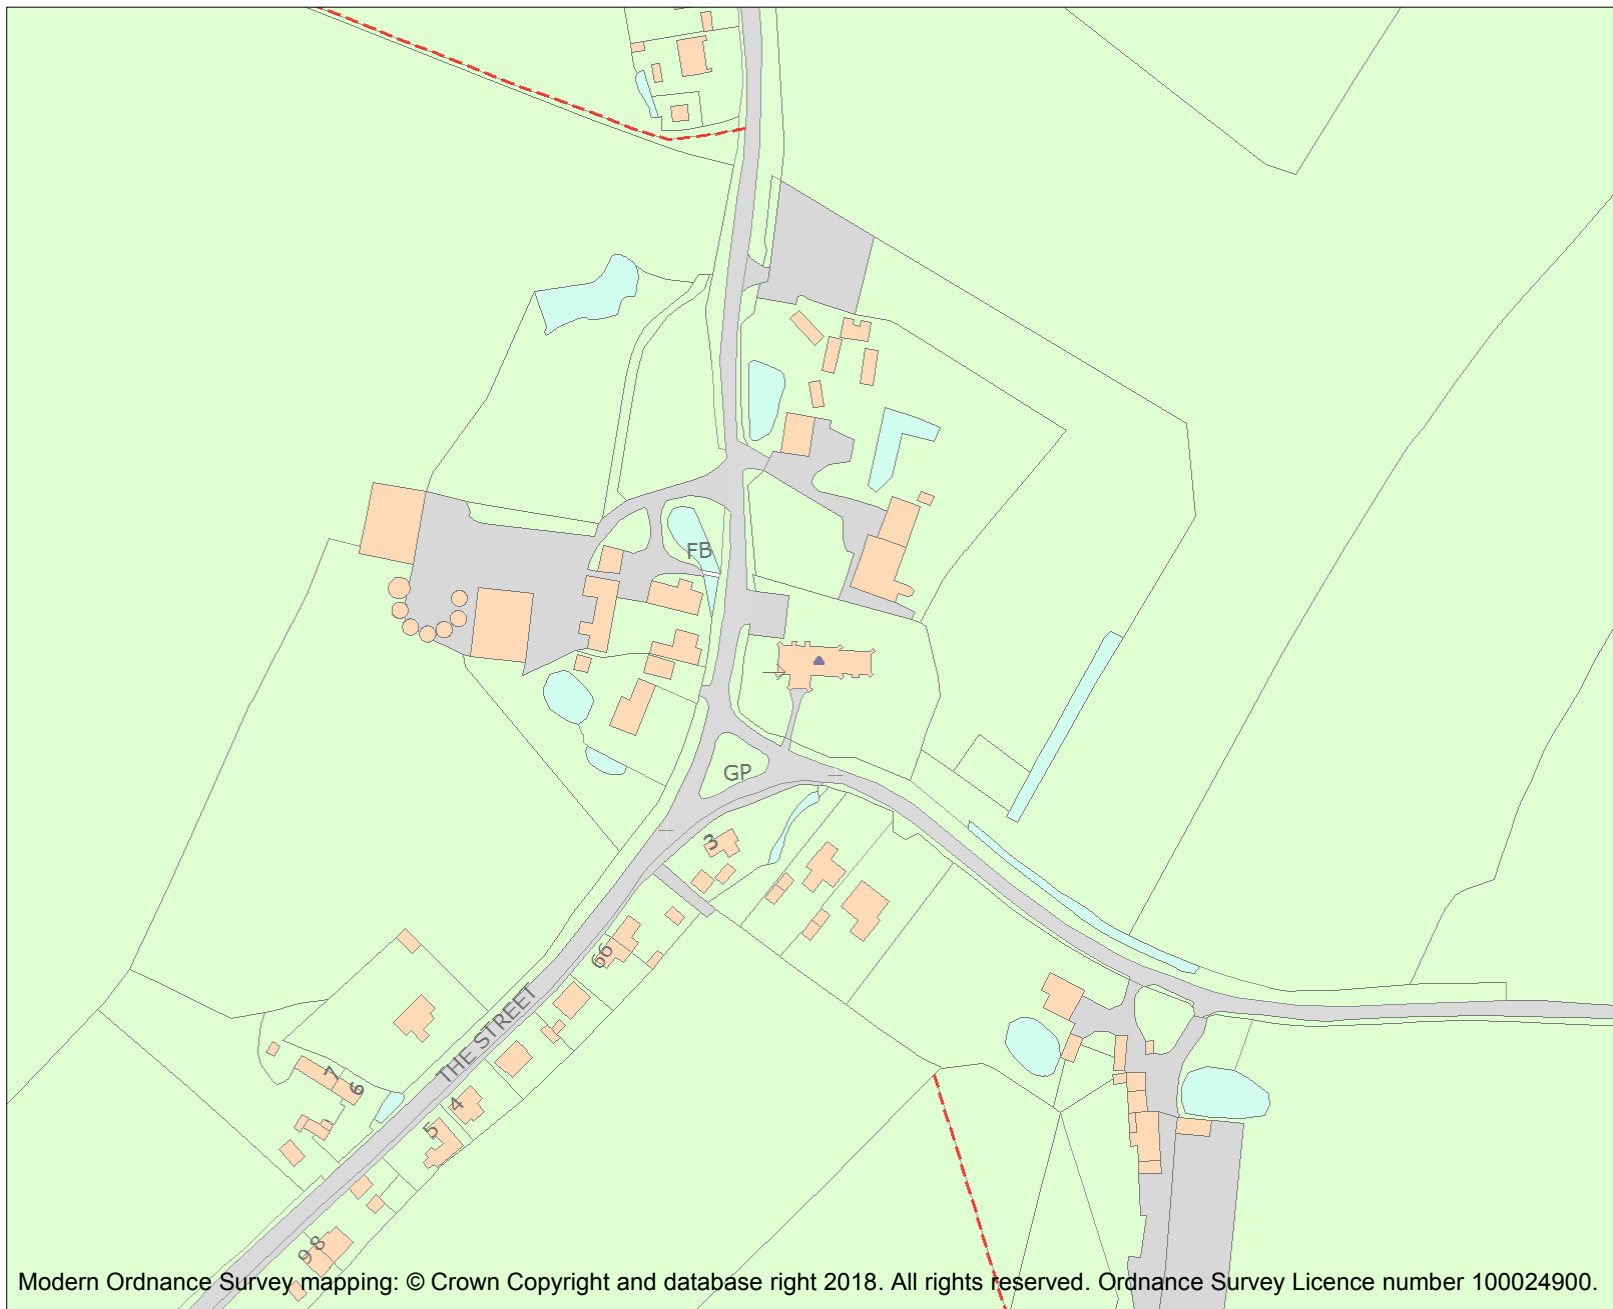 FB
GP
3
66
THE STREET
7
6
4
5
8
9
Modern Ordnance Survey mapping: © Crown Copyright and database right 2018. All rights reserved. Ordnance Survey Licence number 100024900.